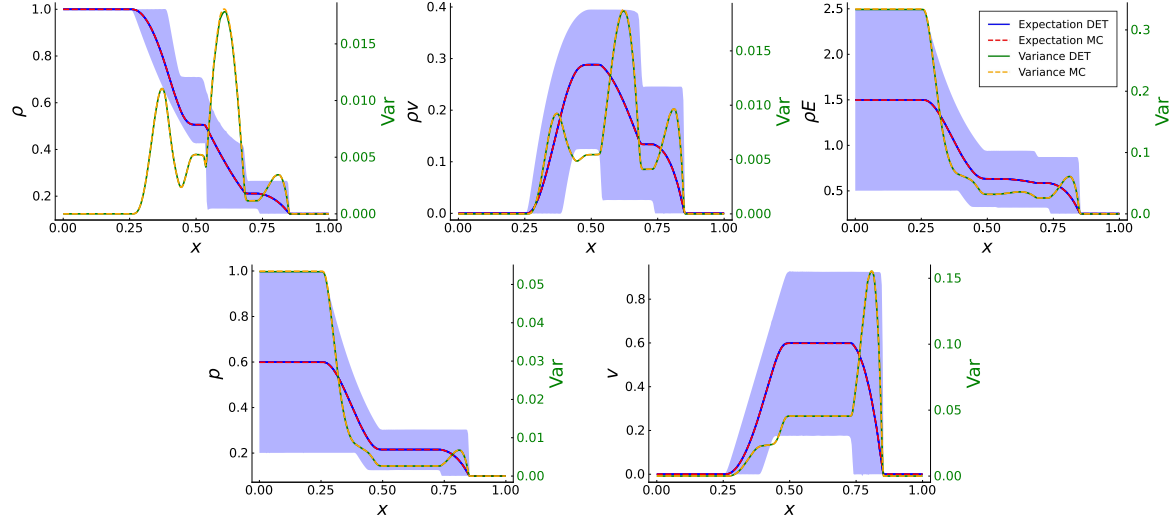 1.0
0.8
0.6
0.4
0.2
ρ
0.00 0.25 0.50 0.75 1.00
x
0.015
0.010
0.005
0.000
Var
0.4
0.3
0.2
0.1
0.0
ρv
0.00 0.25 0.50 0.75 1.00
x
0.015
0.010
0.005
0.000
Var
2.5
2.0
1.5
1.0
0.5
ρE
0.00 0.25 0.50 0.75 1.00
x
0.3
0.2
0.1
0.0
Var
Expectation DET
Expectation MC
Variance DET
Variance MC
1.0
0.8
0.6
0.4
0.2
p
0.00 0.25 0.50 0.75 1.00
x
0.05
0.04
0.03
0.02
0.01
0.00
Var
0.8
0.6
0.4
0.2
0.0
v
0.00 0.25 0.50 0.75 1.00
x
0.15
0.10
0.05
0.00
Var